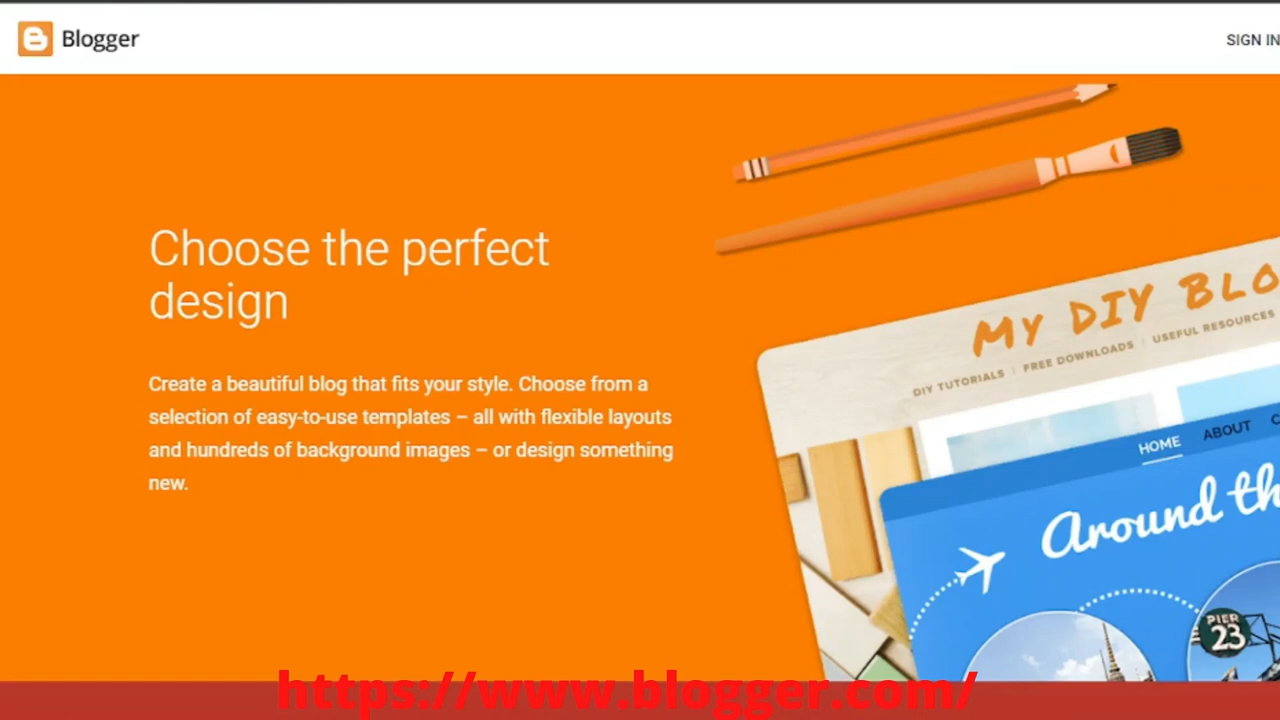 Blogger
SIGN IN
Choose the perfect
design
Create a beautiful blog that fits your style. Choose from a
selection of easy-to-use templates – all with flexible layouts
and hundreds of background images – or design something
new.
MY DIY BLO
DIY TUTORIALS | FREE DOWNLOADS | USEFUL RESOURCES
HOME ABOUT
Around th
PIER
23
https://www.blogger.com/